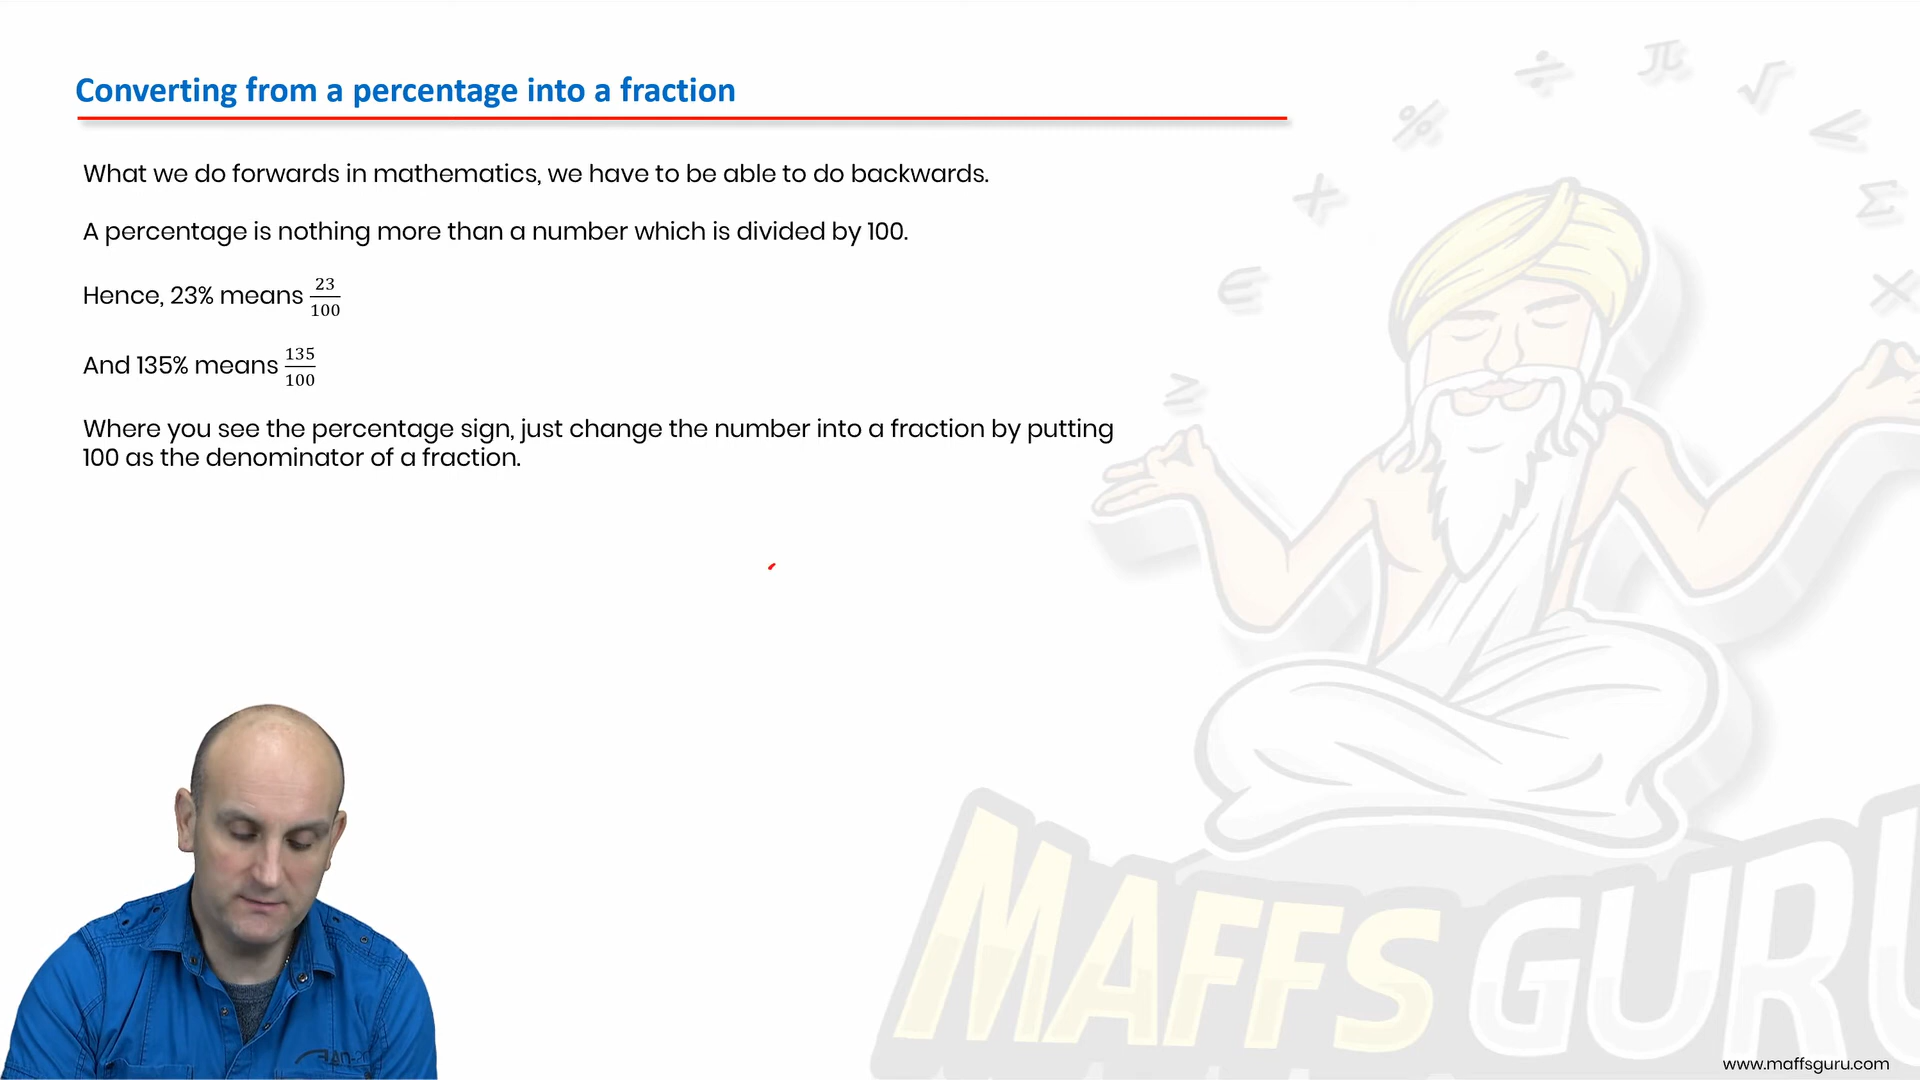 Converting from a percentage into a fraction
What we do forwards in mathematics, we have to be able to do backwards.
A percentage is nothing more than a number which is divided by 100.
Hence, 23% means 23/100
And 135% means 135/100
Where you see the percentage sign, just change the number into a fraction by putting
100 as the denominator of a fraction.
MAFFS GURU
www.maffsguru.com